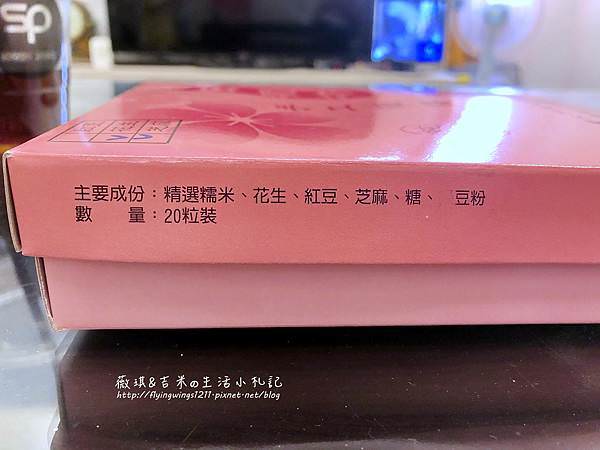 sp
主要成份：精選糯米、花生、紅豆、芝麻、糖、 豆粉
數　　量：20粒裝
薇琪&吉米の生活小札記
http://flyingwings1211.pixnet.net/blog